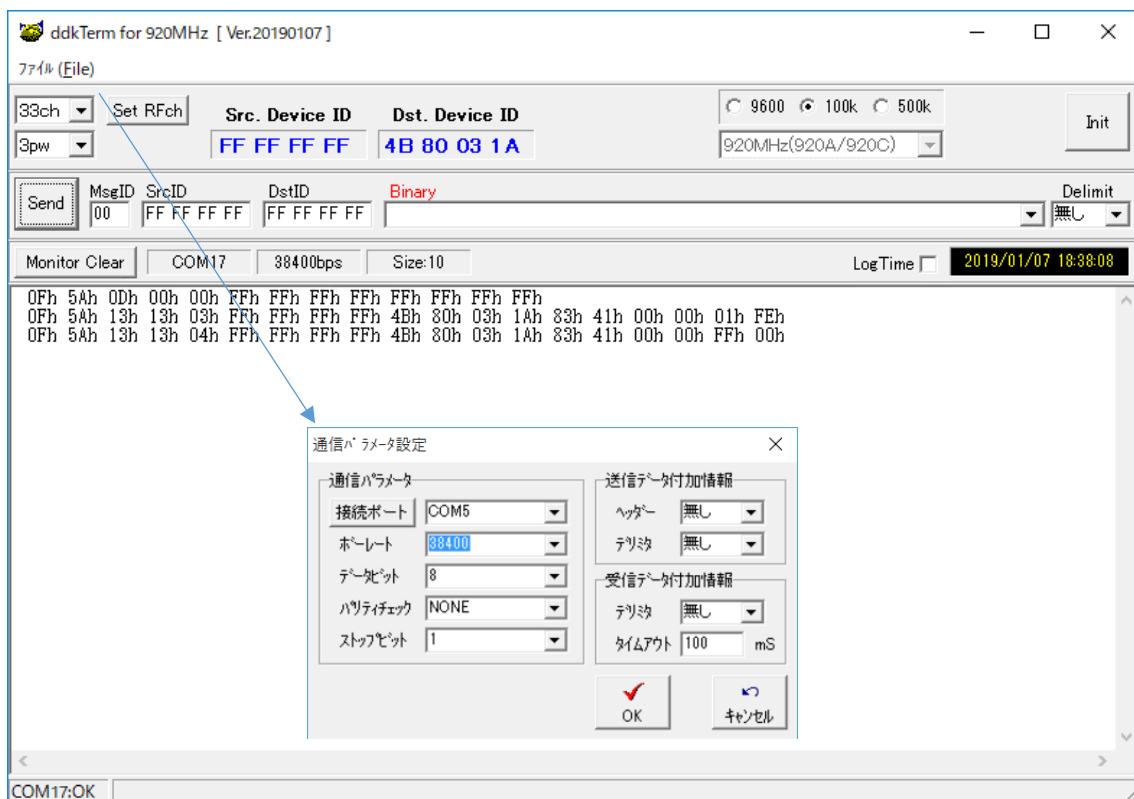 ddkTerm for 920MHz [ Ver.20190107 ]
ﾌｧｲﾙ (File)
33ch Set RFch Src. Device ID Dst. Device ID 9600 100k 500k Init
3pw FF FF FF FF 4B 80 03 1A 920MHz(920A/920C)
Send MsgID SrcID DstID Binary Delimit
00 FF FF FF FF FF FF FF FF 無し
Monitor Clear COM17 38400bps Size:10 LogTime 2019/01/07 18:38:08
0Fh 5Ah 0Dh 00h 00h FFh FFh FFh FFh FFh FFh FFh FFh
0Fh 5Ah 13h 13h 03h FFh FFh FFh FFh 4Bh 80h 03h 1Ah 83h 41h 00h 00h 01h FEh
0Fh 5Ah 13h 13h 04h FFh FFh FFh FFh 4Bh 80h 03h 1Ah 83h 41h 00h 00h FFh 00h
通信ﾊﾟﾗﾒｰﾀ設定
通信ﾊﾟﾗﾒｰﾀ
接続ポート COM5
ﾎﾞｰﾚｰﾄ 38400
ﾃﾞｰﾀﾋﾞｯﾄ 8
ﾊﾟﾘﾃｨﾁｪｯｸ NONE
ｽﾄｯﾌﾟﾋﾞｯﾄ 1
送信ﾃﾞｰﾀ付加情報
ﾍｯﾀﾞｰ 無し
ﾃﾞﾘﾐﾀ 無し
受信ﾃﾞｰﾀ付加情報
ﾃﾞﾘﾐﾀ 無し
ﾀｲﾑｱｳﾄ 100 mS
OK ｷｬﾝｾﾙ
COM17:OK